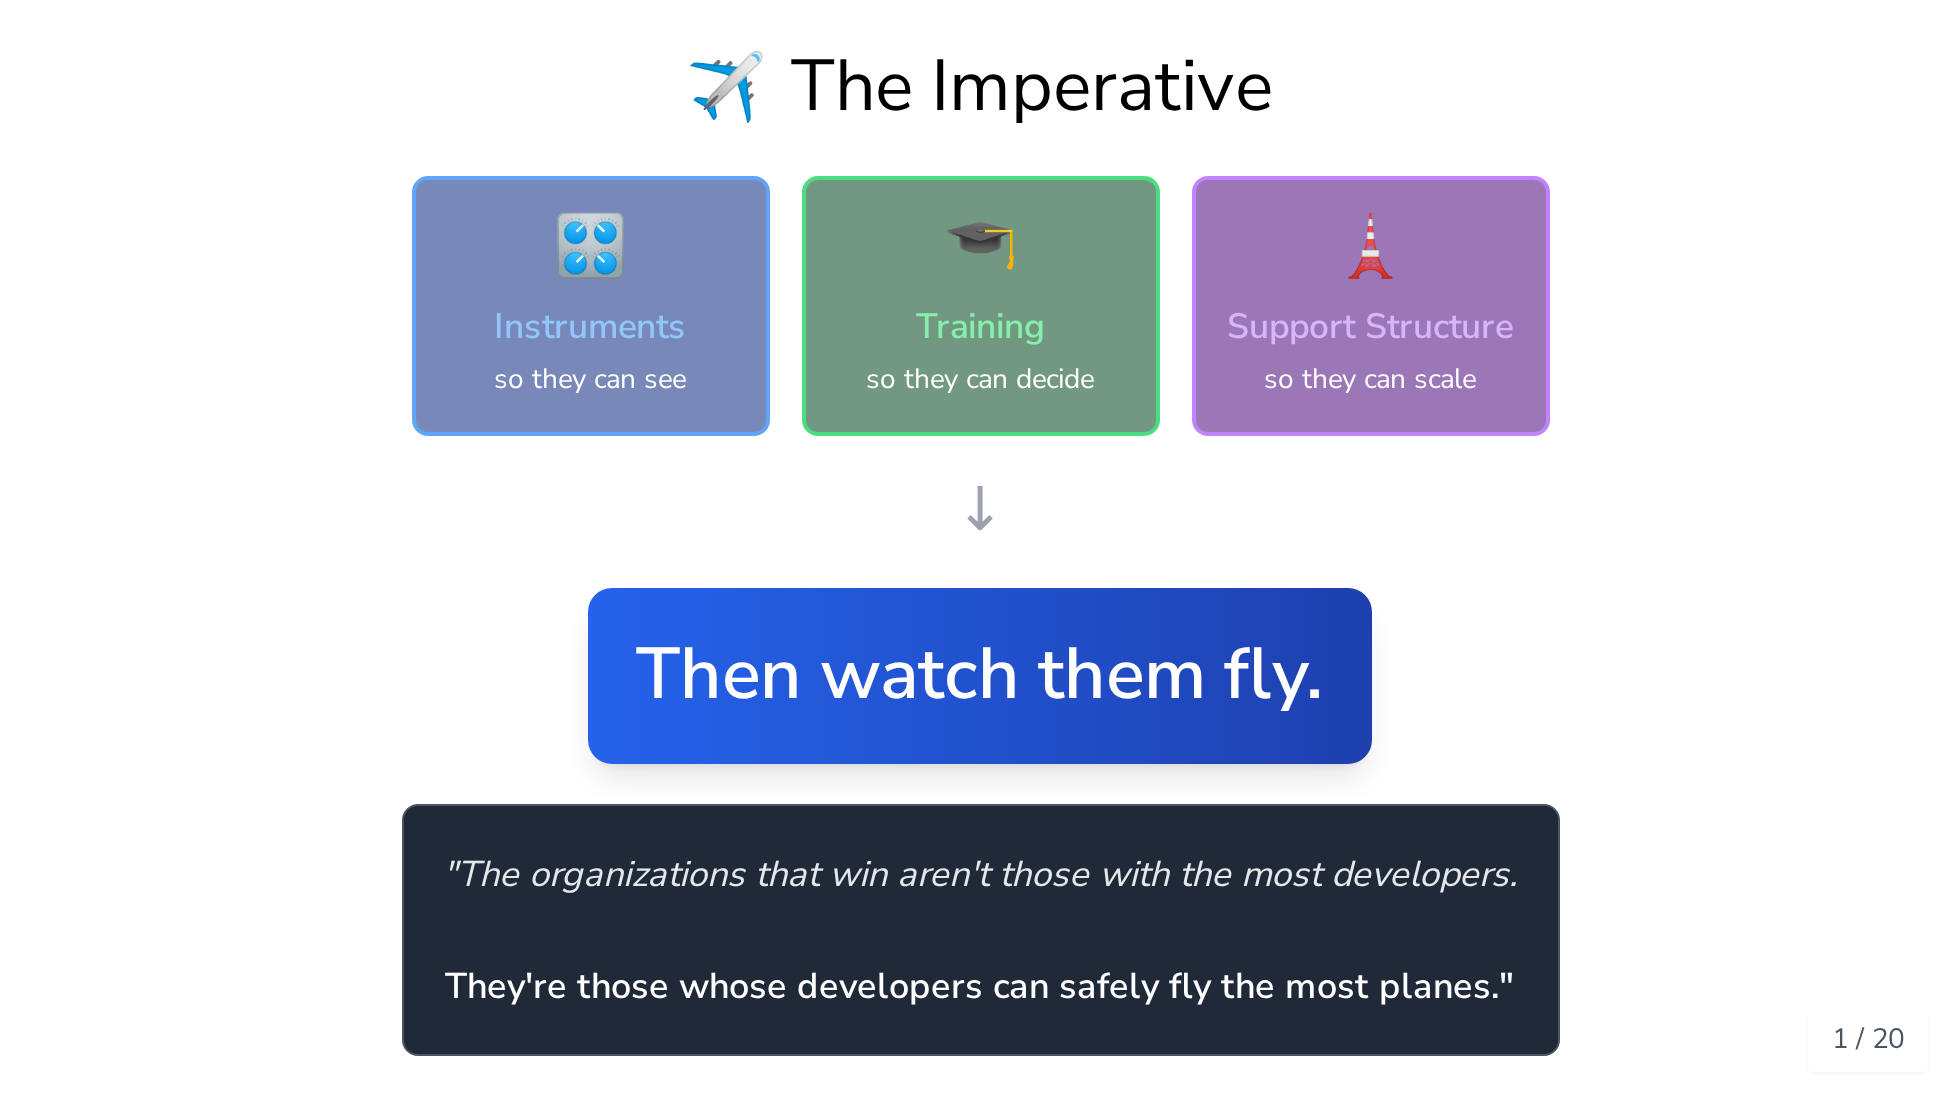 ✈️ The Imperative
Instruments
so they can see
Training
so they can decide
Support Structure
so they can scale
↓
Then watch them fly.
"The organizations that win aren't those with the most developers.
They're those whose developers can safely fly the most planes."
1 / 20